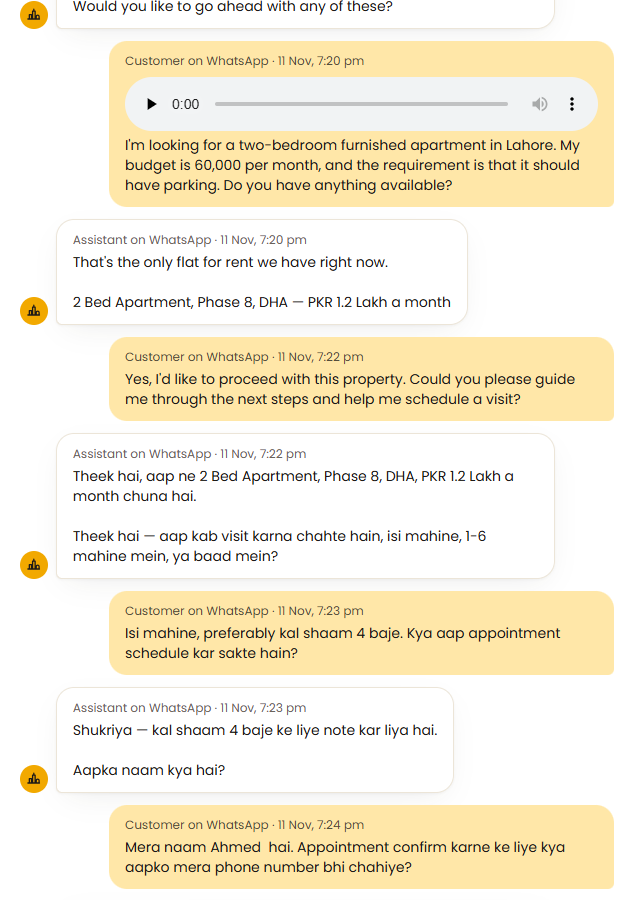 Would you like to go ahead with any of these?
Customer on WhatsApp · 11 Nov, 7:20 pm
0:00
I'm looking for a two-bedroom furnished apartment in Lahore. My
budget is 60,000 per month, and the requirement is that it should
have parking. Do you have anything available?
Assistant on WhatsApp · 11 Nov, 7:20 pm
That's the only flat for rent we have right now.
2 Bed Apartment, Phase 8, DHA — PKR 1.2 Lakh a month
Customer on WhatsApp · 11 Nov, 7:22 pm
Yes, I'd like to proceed with this property. Could you please guide
me through the next steps and help me schedule a visit?
Assistant on WhatsApp · 11 Nov, 7:22 pm
Theek hai, aap ne 2 Bed Apartment, Phase 8, DHA, PKR 1.2 Lakh a
month chuna hai.
Theek hai — aap kab visit karna chahte hain, isi mahine, 1-6
mahine mein, ya baad mein?
Customer on WhatsApp · 11 Nov, 7:23 pm
Isi mahine, preferably kal shaam 4 baje. Kya aap appointment
schedule kar sakte hain?
Assistant on WhatsApp · 11 Nov, 7:23 pm
Shukriya — kal shaam 4 baje ke liye note kar liya hai.
Aapka naam kya hai?
Customer on WhatsApp · 11 Nov, 7:24 pm
Mera naam Ahmed  hai. Appointment confirm karne ke liye kya
aapko mera phone number bhi chahiye?